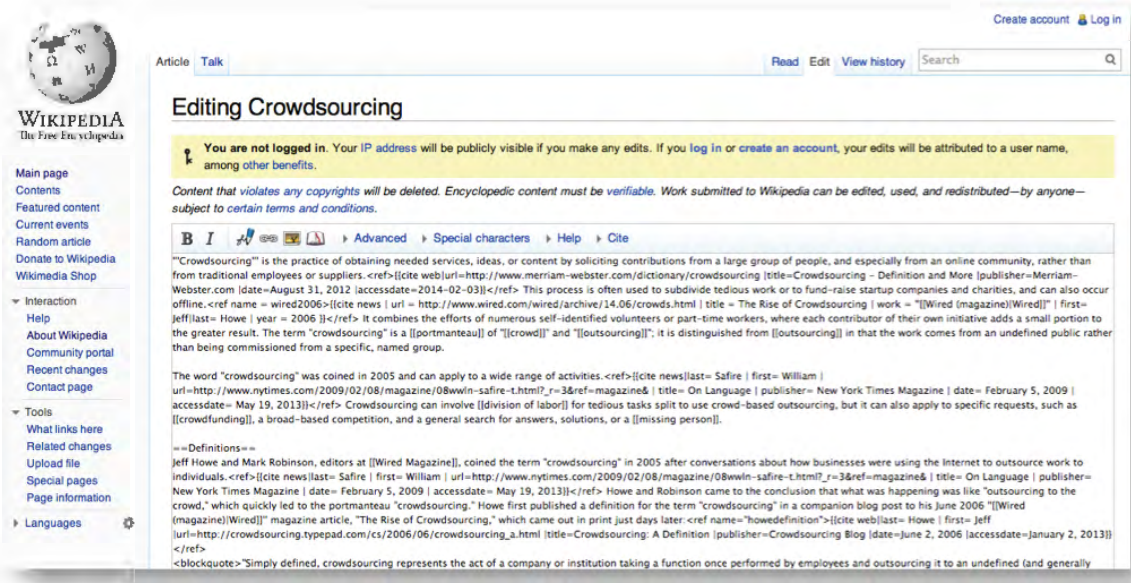 Create account Log in
Article Talk Read Edit View history Search
WIKIPEDIA
The Free Encyclopedia
Editing Crowdsourcing
You are not logged in. Your IP address will be publicly visible if you make any edits. If you log in or create an account, your edits will be attributed to a user name,
among other benefits.
Content that violates any copyrights will be deleted. Encyclopedic content must be verifiable. Work submitted to Wikipedia can be edited, used, and redistributed—by anyone—
subject to certain terms and conditions.
B I Advanced Special characters Help Cite
Main page
Contents
Featured content
Current events
Random article
Donate to Wikipedia
Wikimedia Shop
Interaction
Help
About Wikipedia
Community portal
Recent changes
Contact page
Tools
What links here
Related changes
Upload file
Special pages
Page information
Languages
'''Crowdsourcing''' is the practice of obtaining needed services, ideas, or content by soliciting contributions from a large group of people, and especially from an online community, rather than
from traditional employees or suppliers.<ref>{{cite web|url=http://www.merriam-webster.com/dictionary/crowdsourcing |title=Crowdsourcing - Definition and More |publisher=Merriam-
Webster.com |date=August 31, 2012 |accessdate=2014-02-03}}</ref> This process is often used to subdivide tedious work or to fund-raise startup companies and charities, and can also occur
offline.<ref name = wired2006>{{cite news | url = http://www.wired.com/wired/archive/14.06/crowds.html | title = The Rise of Crowdsourcing | work = ''[[Wired (magazine)|Wired]]'' | first=
Jeff|last= Howe | year = 2006 }}</ref> It combines the efforts of numerous self-identified volunteers or part-time workers, where each contributor of their own initiative adds a small portion to
the greater result. The term "crowdsourcing" is a [[portmanteau]] of "[[crowd]]" and "[[outsourcing]]"; it is distinguished from [[outsourcing]] in that the work comes from an undefined public rather
than being commissioned from a specific, named group.
The word "crowdsourcing" was coined in 2005 and can apply to a wide range of activities.<ref>{{cite news|last= Safire | first= William |
url=http://www.nytimes.com/2009/02/08/magazine/08wwln-safire-t.html?_r=3&ref=magazine& | title= On Language | publisher= New York Times Magazine | date= February 5, 2009 |
accessdate= May 19, 2013}}</ref> Crowdsourcing can involve [[division of labor]] for tedious tasks split to use crowd-based outsourcing, but it can also apply to specific requests, such as
[[crowdfunding]], a broad-based competition, and a general search for answers, solutions, or a [[missing person]].
==Definitions==
Jeff Howe and Mark Robinson, editors at [[Wired Magazine]], coined the term "crowdsourcing" in 2005 after conversations about how businesses were using the Internet to outsource work to
individuals.<ref>{{cite news|last= Safire | first= William | url=http://www.nytimes.com/2009/02/08/magazine/08wwln-safire-t.html?_r=3&ref=magazine& | title= On Language | publisher=
New York Times Magazine | date= February 5, 2009 | accessdate= May 19, 2013}}</ref> Howe and Robinson came to the conclusion that what was happening was like "outsourcing to the
crowd," which quickly led to the portmanteau "crowdsourcing." Howe first published a definition for the term "crowdsourcing" in a companion blog post to his June 2006 ''[[Wired
(magazine)|Wired]]'' magazine article, "The Rise of Crowdsourcing," which came out in print just days later:<ref name="howedefinition">{{cite web|last= Howe | first= Jeff
|url=http://crowdsourcing.typepad.com/cs/2006/06/crowdsourcing_a.html |title=Crowdsourcing: A Definition |publisher=Crowdsourcing Blog |date=June 2, 2006 |accessdate=January 2, 2013}}
</ref>
<blockquote>"Simply defined, crowdsourcing represents the act of a company or institution taking a function once performed by employees and outsourcing it to an undefined (and generally